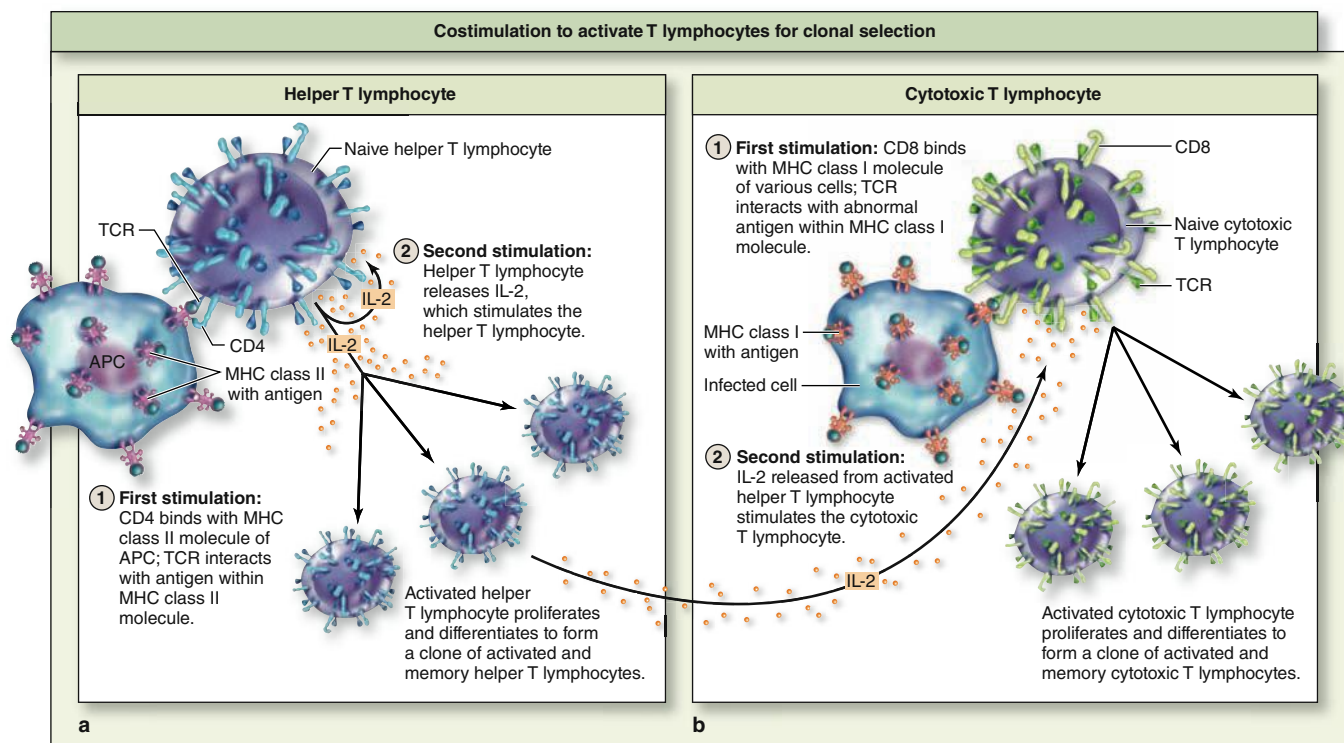 Costimulation to activate T lymphocytes for clonal selection
Helper T lymphocyte
Naive helper T lymphocyte
TCR
2 Second stimulation:
Helper T lymphocyte
releases IL-2,
which stimulates the
helper T lymphocyte.
IL-2
IL-2
CD4
APC
MHC class II
with antigen
1 First stimulation:
CD4 binds with MHC
class II molecule of
APC; TCR interacts
with antigen within
MHC class II
molecule.
Activated helper
T lymphocyte proliferates
and differentiates to form
a clone of activated and
memory helper T lymphocytes.
a
Cytotoxic T lymphocyte
1 First stimulation: CD8 binds
with MHC class I molecule
of various cells; TCR
interacts with abnormal
antigen within MHC class I
molecule.
CD8
Naive cytotoxic
T lymphocyte
TCR
MHC class I
with antigen
Infected cell
2 Second stimulation:
IL-2 released from activated
helper T lymphocyte
stimulates the cytotoxic
T lymphocyte.
IL-2
Activated cytotoxic T lymphocyte
proliferates and differentiates to
form a clone of activated and
memory cytotoxic T lymphocytes.
b